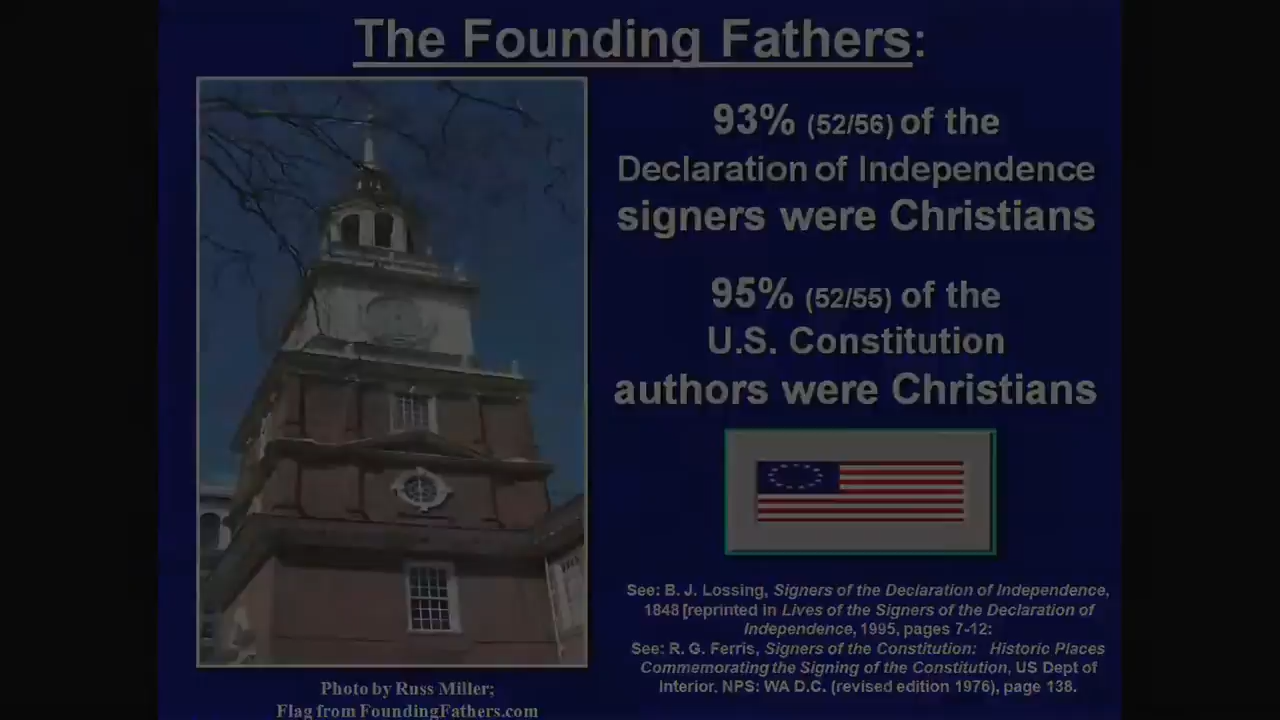 The Founding Fathers:
93% (52/56) of the
Declaration of Independence
signers were Christians
95% (52/55) of the
U.S. Constitution
authors were Christians
See: B. J. Lossing, Signers of the Declaration of Independence,
1848 [reprinted in Lives of the Signers of the Declaration of
Independence, 1995, pages 7-12:
See: R. G. Ferris, Signers of the Constitution: Historic Places
Commemorating the Signing of the Constitution, US Dept of
Interior, NPS: WA D.C. (revised edition 1976), page 138.
Photo by Russ Miller;
Flag from FoundingFathers.com